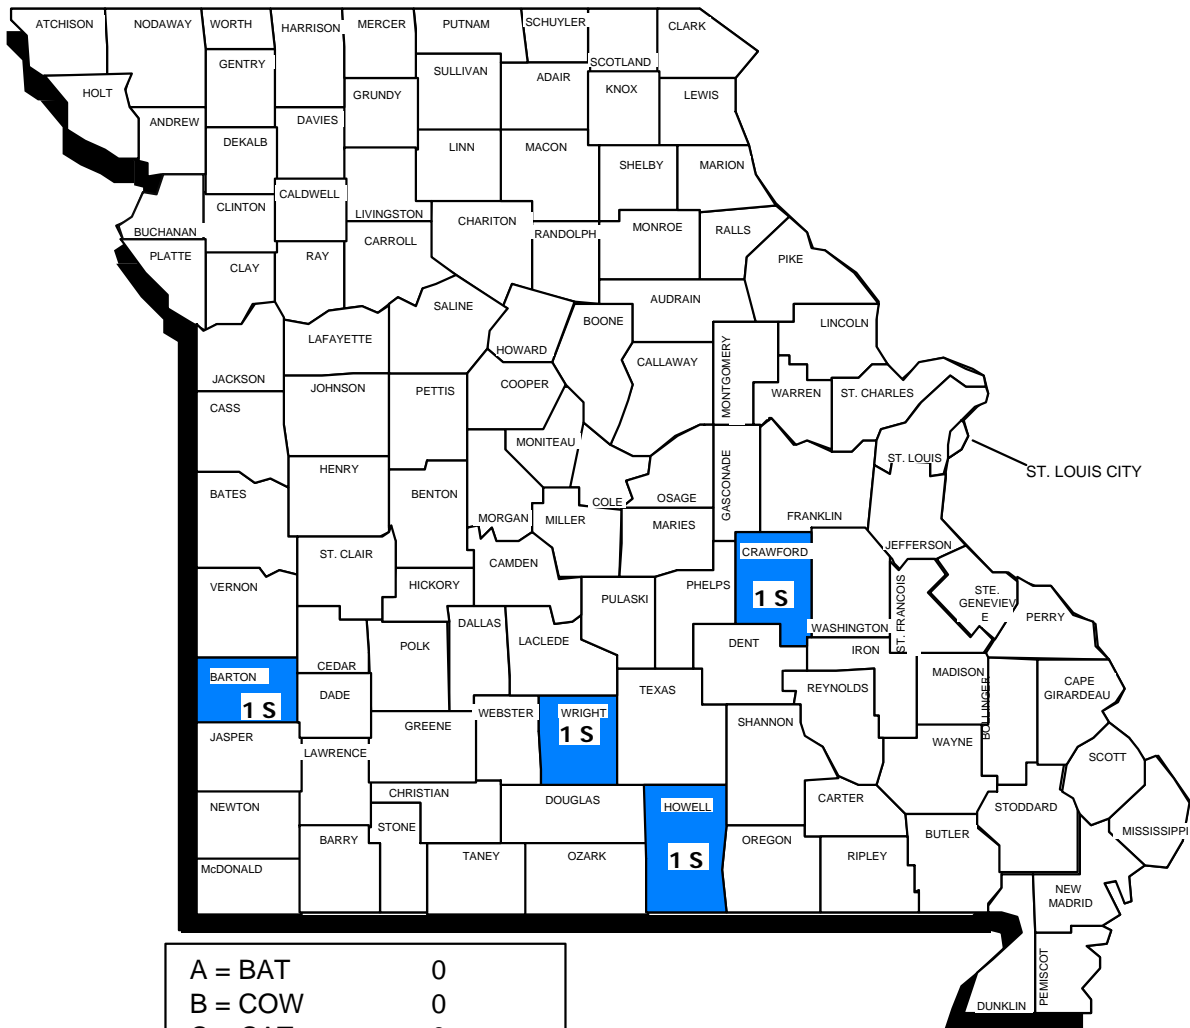 ATCHISON
NODAWAY
WORTH
HARRISON
MERCER
PUTNAM
SCHUYLER
SCOTLAND
CLARK
GENTRY
SULLIVAN
ADAIR
HOLT
GRUNDY
KNOX
LEWIS
ANDREW
DAVIES
DEKALB
LINN
MACON
SHELBY
MARION
CALDWELL
CLINTON
LIVINGSTON
CHARITON
RANDOLPH
MONROE
RALLS
BUCHANAN
CARROLL
PLATTE
CLAY
RAY
PIKE
SALINE
AUDRAIN
BOONE
LINCOLN
LAFAYETTE
HOWARD
CALLAWAY
MONTGOMERY
JACKSON
JOHNSON
PETTIS
COOPER
WARREN
ST. CHARLES
CASS
MONITEAU
ST. LOUIS
ST. LOUIS CITY
HENRY
BATES
BENTON
COLE
OSAGE
GASCONADE
MORGAN
MILLER
MARIES
FRANKLIN
JEFFERSON
ST. CLAIR
CAMDEN
CRAWFORD
1 S
VERNON
HICKORY
PULASKI
PHELPS
WASHINGTON
ST. FRANCOIS
STE.
GENEVIEV
E
PERRY
DALLAS
LACLEDE
POLK
DENT
IRON
CEDAR
BARTON
1 S
DADE
TEXAS
REYNOLDS
MADISON
BOLLINGER
CAPE
GIRARDEAU
WEBSTER
WRIGHT
1 S
GREENE
SHANNON
JASPER
LAWRENCE
WAYNE
SCOTT
CHRISTIAN
DOUGLAS
HOWELL
1 S
CARTER
STODDARD
NEWTON
STONE
BARRY
OREGON
BUTLER
MISSISSIPPI
McDONALD
TANEY
OZARK
RIPLEY
NEW
MADRID
PEMISCOT
DUNKLIN
A = BAT 0
B = COW 0